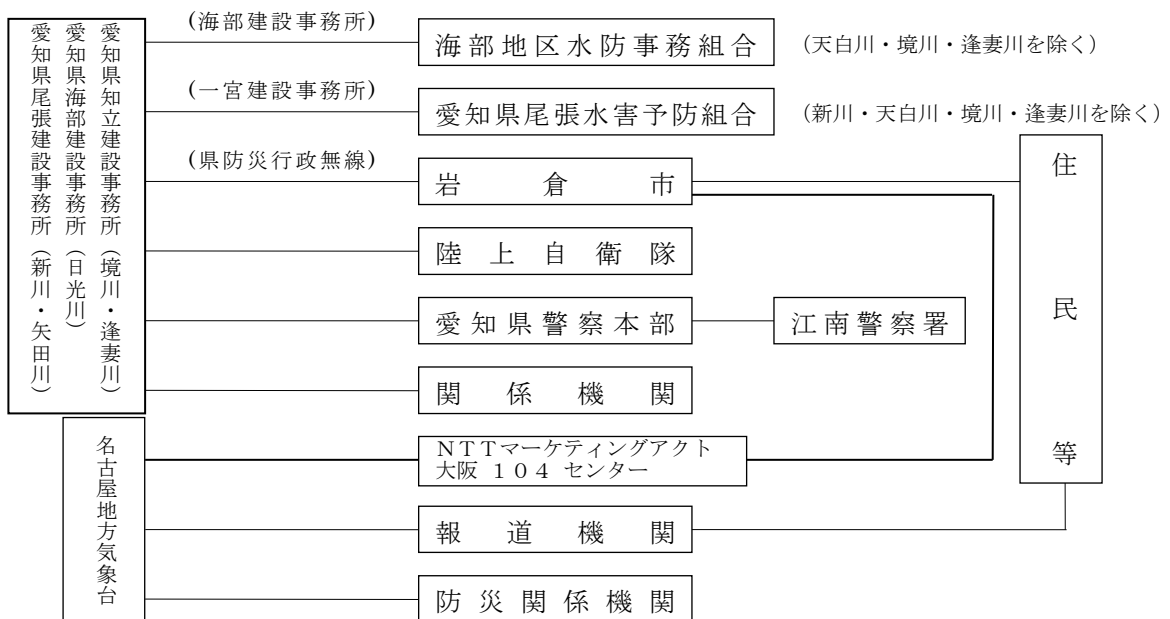 愛知県知立建設事務所（境川・逢妻川）
愛知県海部建設事務所（日光川）
愛知県尾張建設事務所（新川・矢田川）
(海部建設事務所)
海部地区水防事務組合
(天白川・境川・逢妻川を除く)
(一宮建設事務所)
愛知県尾張水害予防組合
(新川・天白川・境川・逢妻川を除く)
(県防災行政無線)
岩倉市
住民等
陸上自衛隊
愛知県警察本部
江南警察署
関係機関
名古屋地方気象台
ＮＴＴマーケティングアクト
大阪 １０４ センター
報道機関
防災関係機関